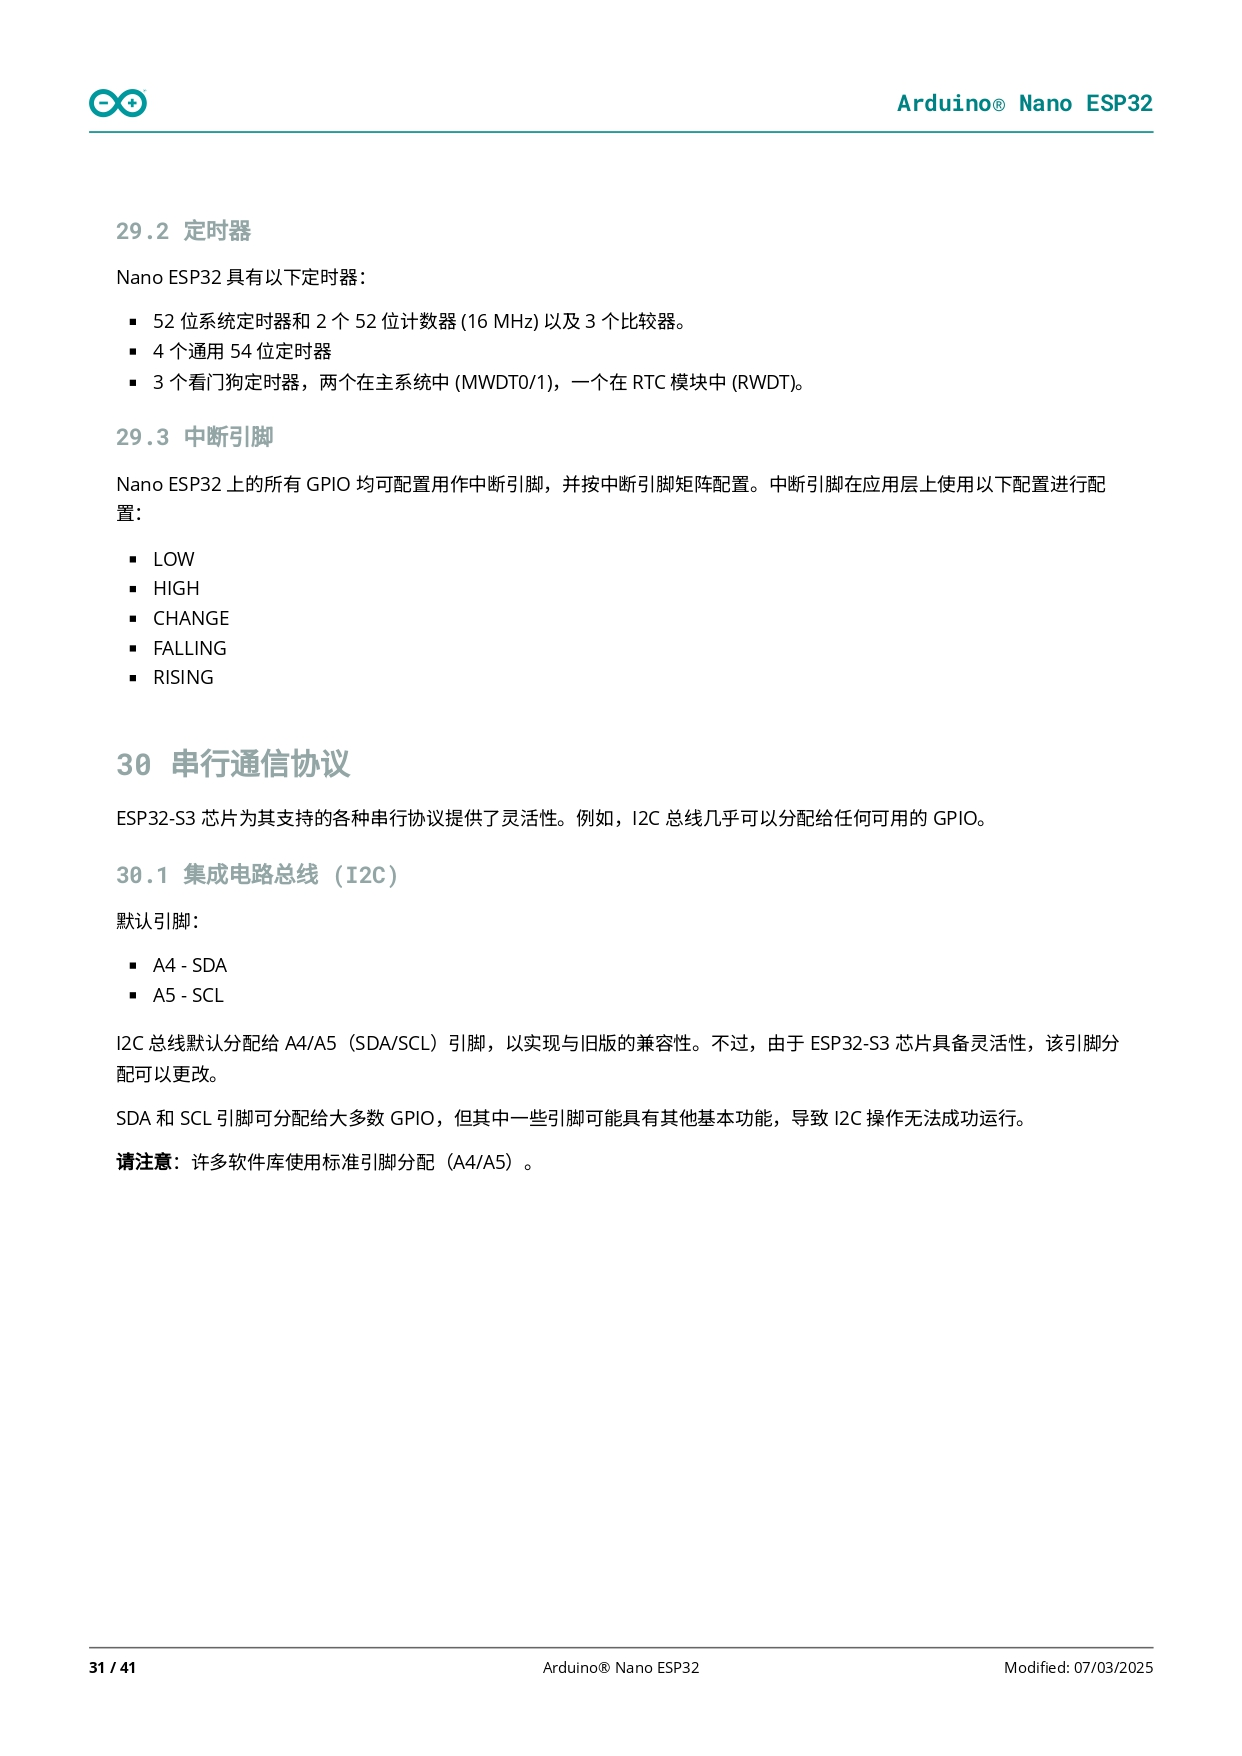 Arduino® Nano ESP32
29.2 定时器
Nano ESP32 具有以下定时器：
▪ 52 位系统定时器和 2 个 52 位计数器 (16 MHz) 以及 3 个比较器。
▪ 4 个通用 54 位定时器
▪ 3 个看门狗定时器，两个在主系统中 (MWDT0/1)，一个在 RTC 模块中 (RWDT)。
29.3 中断引脚
Nano ESP32 上的所有 GPIO 均可配置用作中断引脚，并按中断引脚矩阵配置。中断引脚在应用层上使用以下配置进行配
置：
▪ LOW
▪ HIGH
▪ CHANGE
▪ FALLING
▪ RISING
30 串行通信协议
ESP32-S3 芯片为其支持的各种串行协议提供了灵活性。例如，I2C 总线几乎可以分配给任何可用的 GPIO。
30.1 集成电路总线 (I2C)
默认引脚：
▪ A4 - SDA
▪ A5 - SCL
I2C 总线默认分配给 A4/A5（SDA/SCL）引脚，以实现与旧版的兼容性。不过，由于 ESP32-S3 芯片具备灵活性，该引脚分
配可以更改。
SDA 和 SCL 引脚可分配给大多数 GPIO，但其中一些引脚可能具有其他基本功能，导致 I2C 操作无法成功运行。
请注意：许多软件库使用标准引脚分配（A4/A5）。
31 / 41
Arduino® Nano ESP32
Modified: 07/03/2025